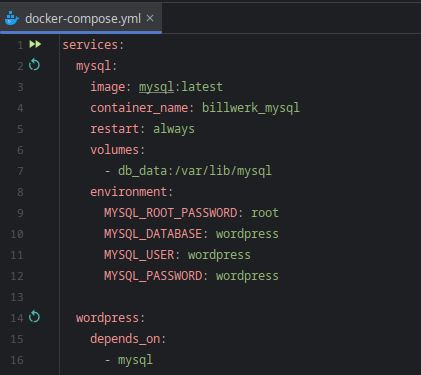 docker-compose.yml
1 services:
2 mysql:
3 image: mysql:latest
4 container_name: billwerk_mysql
5 restart: always
6 volumes:
7 - db_data:/var/lib/mysql
8 environment:
9 MYSQL_ROOT_PASSWORD: root
10 MYSQL_DATABASE: wordpress
11 MYSQL_USER: wordpress
12 MYSQL_PASSWORD: wordpress
13
14 wordpress:
15 depends_on:
16 - mysql